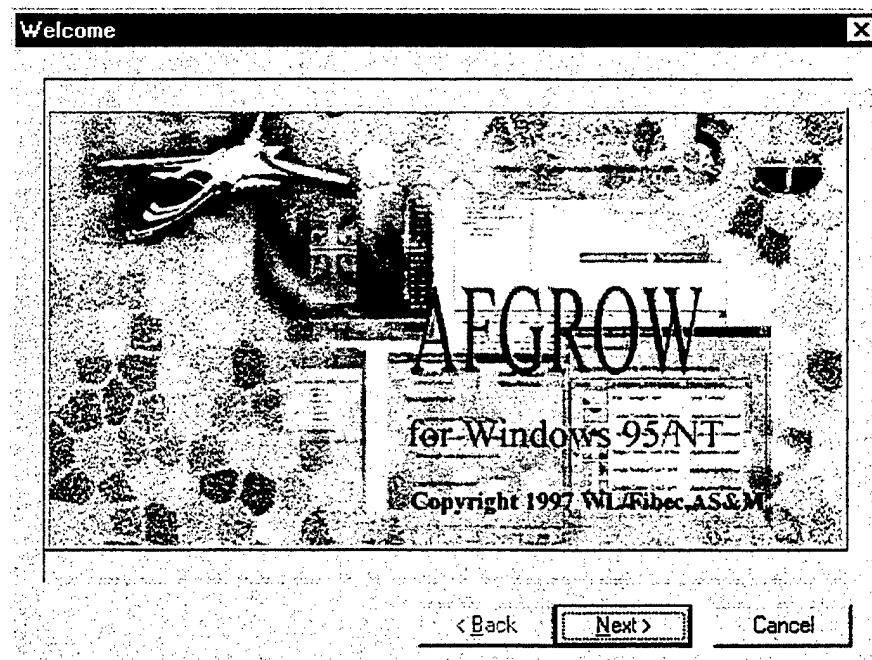 Welcome
AFGROW
for Windows 95/NT
Copyright 1997 WL/Fibec, AS&M
< Back Next > Cancel